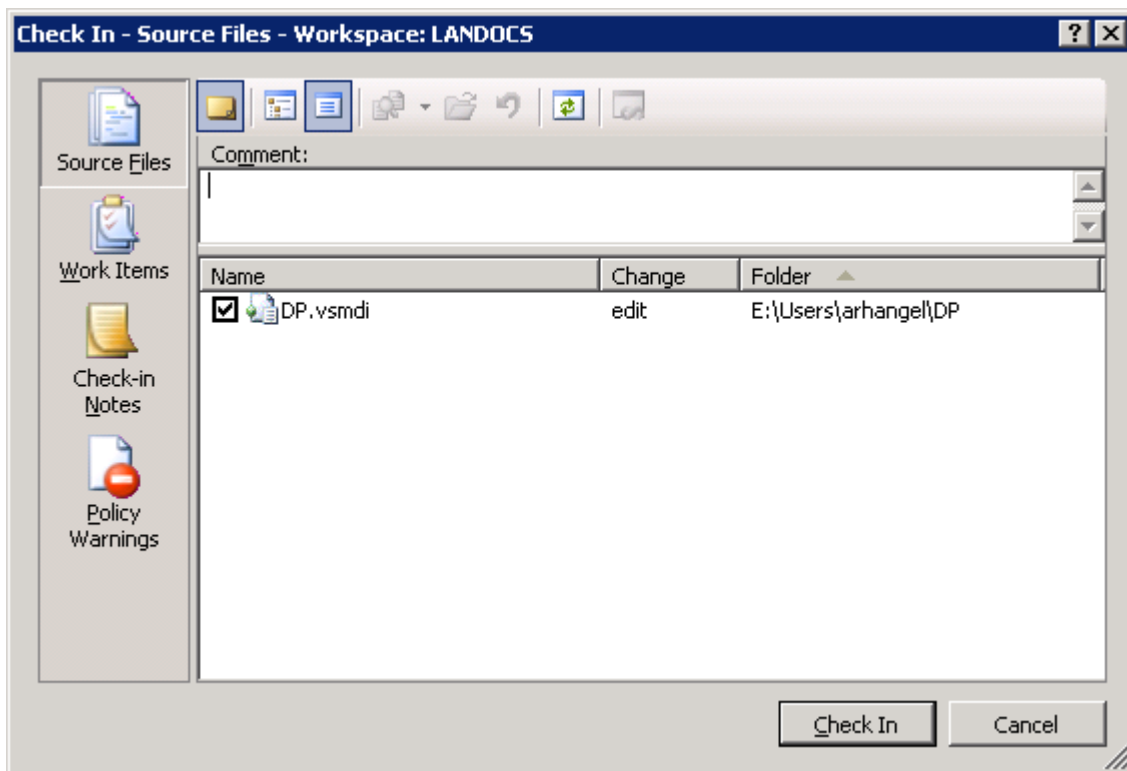 Check In - Source Files - Workspace: LANDOCS
Source Files
Work Items
Check-in
Notes
Policy
Warnings
Comment:
Name Change Folder
DP.vsmdi edit E:\Users\arhangel\DP
Check In Cancel